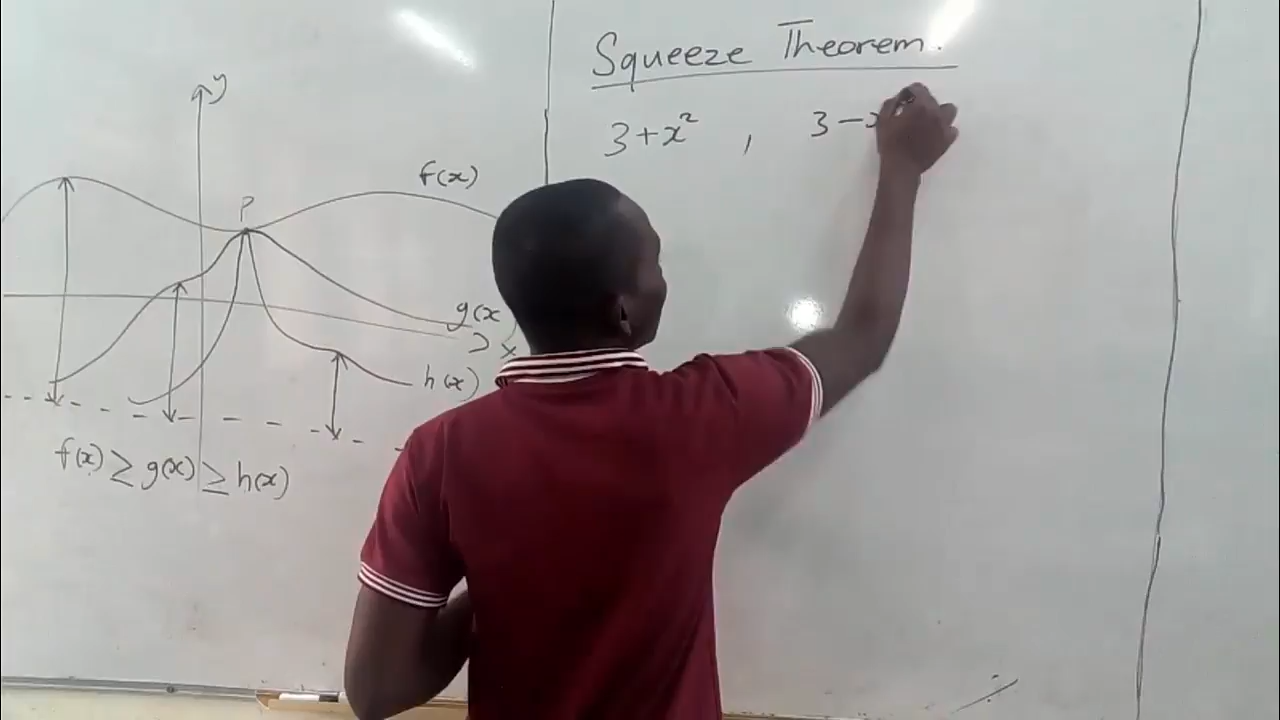 y
P
f(x)
g(x
x
h(x)
f(x) ≥ g(x) ≥ h(x)
Squeeze Theorem.
3+x² , 3-x